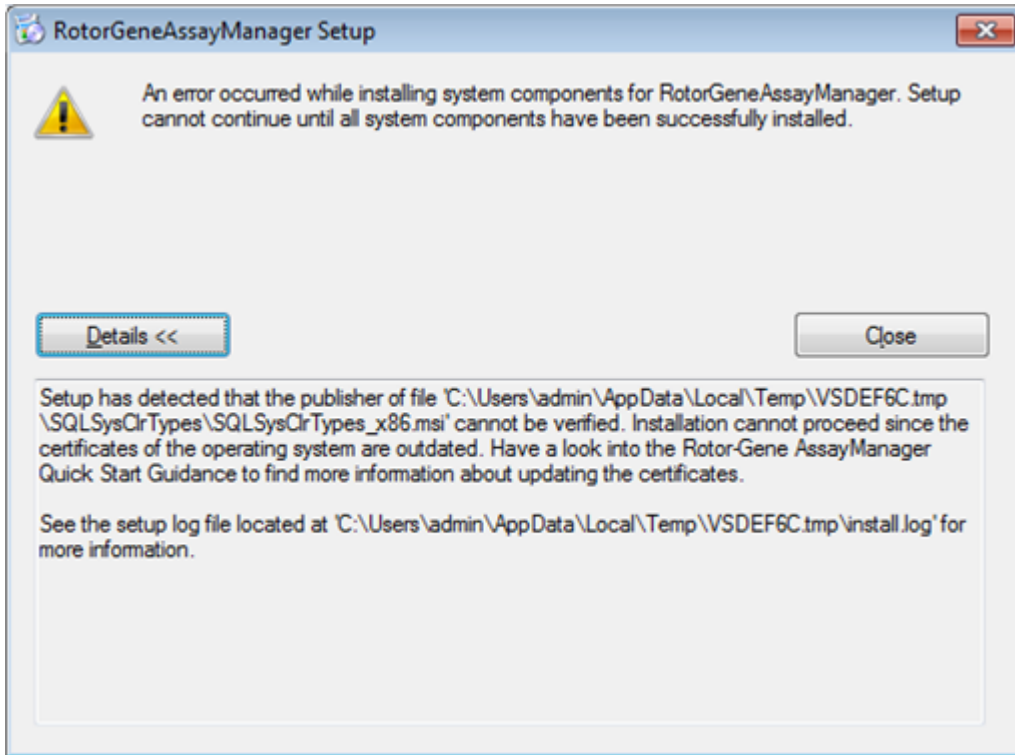 RotorGeneAssayManager Setup
An error occurred while installing system components for RotorGeneAssayManager. Setup
cannot continue until all system components have been successfully installed.
Details <<
Close
Setup has detected that the publisher of file 'C:\Users\admin\AppData\Local\Temp\VSDEF6C.tmp
\SQLSysClrTypes\SQLSysClrTypes_x86.msi' cannot be verified. Installation cannot proceed since the
certificates of the operating system are outdated. Have a look into the Rotor-Gene AssayManager
Quick Start Guidance to find more information about updating the certificates.
See the setup log file located at 'C:\Users\admin\AppData\Local\Temp\VSDEF6C.tmp\install.log' for
more information.